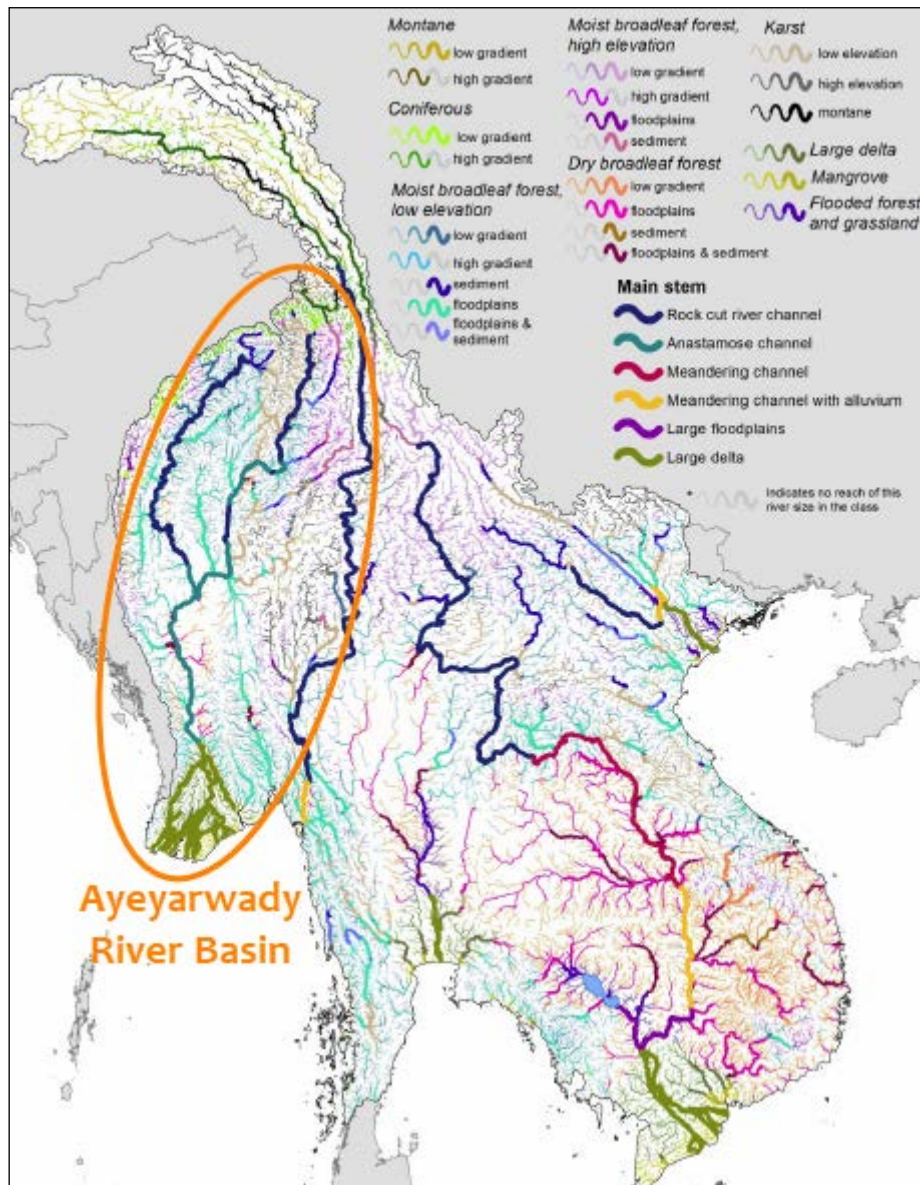 Montane
low gradient
high gradient
Coniferous
low gradient
high gradient
Moist broadleaf forest,
low elevation
low gradient
high gradient
sediment
floodplains
floodplains &
sediment
Moist broadleaf forest,
high elevation
low gradient
high gradient
floodplains
sediment
Dry broadleaf forest
low gradient
floodplains
sediment
floodplains & sediment
Karst
low elevation
high elevation
montane
Large delta
Mangrove
Flooded forest
and grassland
Main stem
Rock cut river channel
Anastamose channel
Meandering channel
Meandering channel with alluvium
Large floodplains
Large delta
* Indicates no reach of this
river size in the class
Ayeyarwady
River Basin